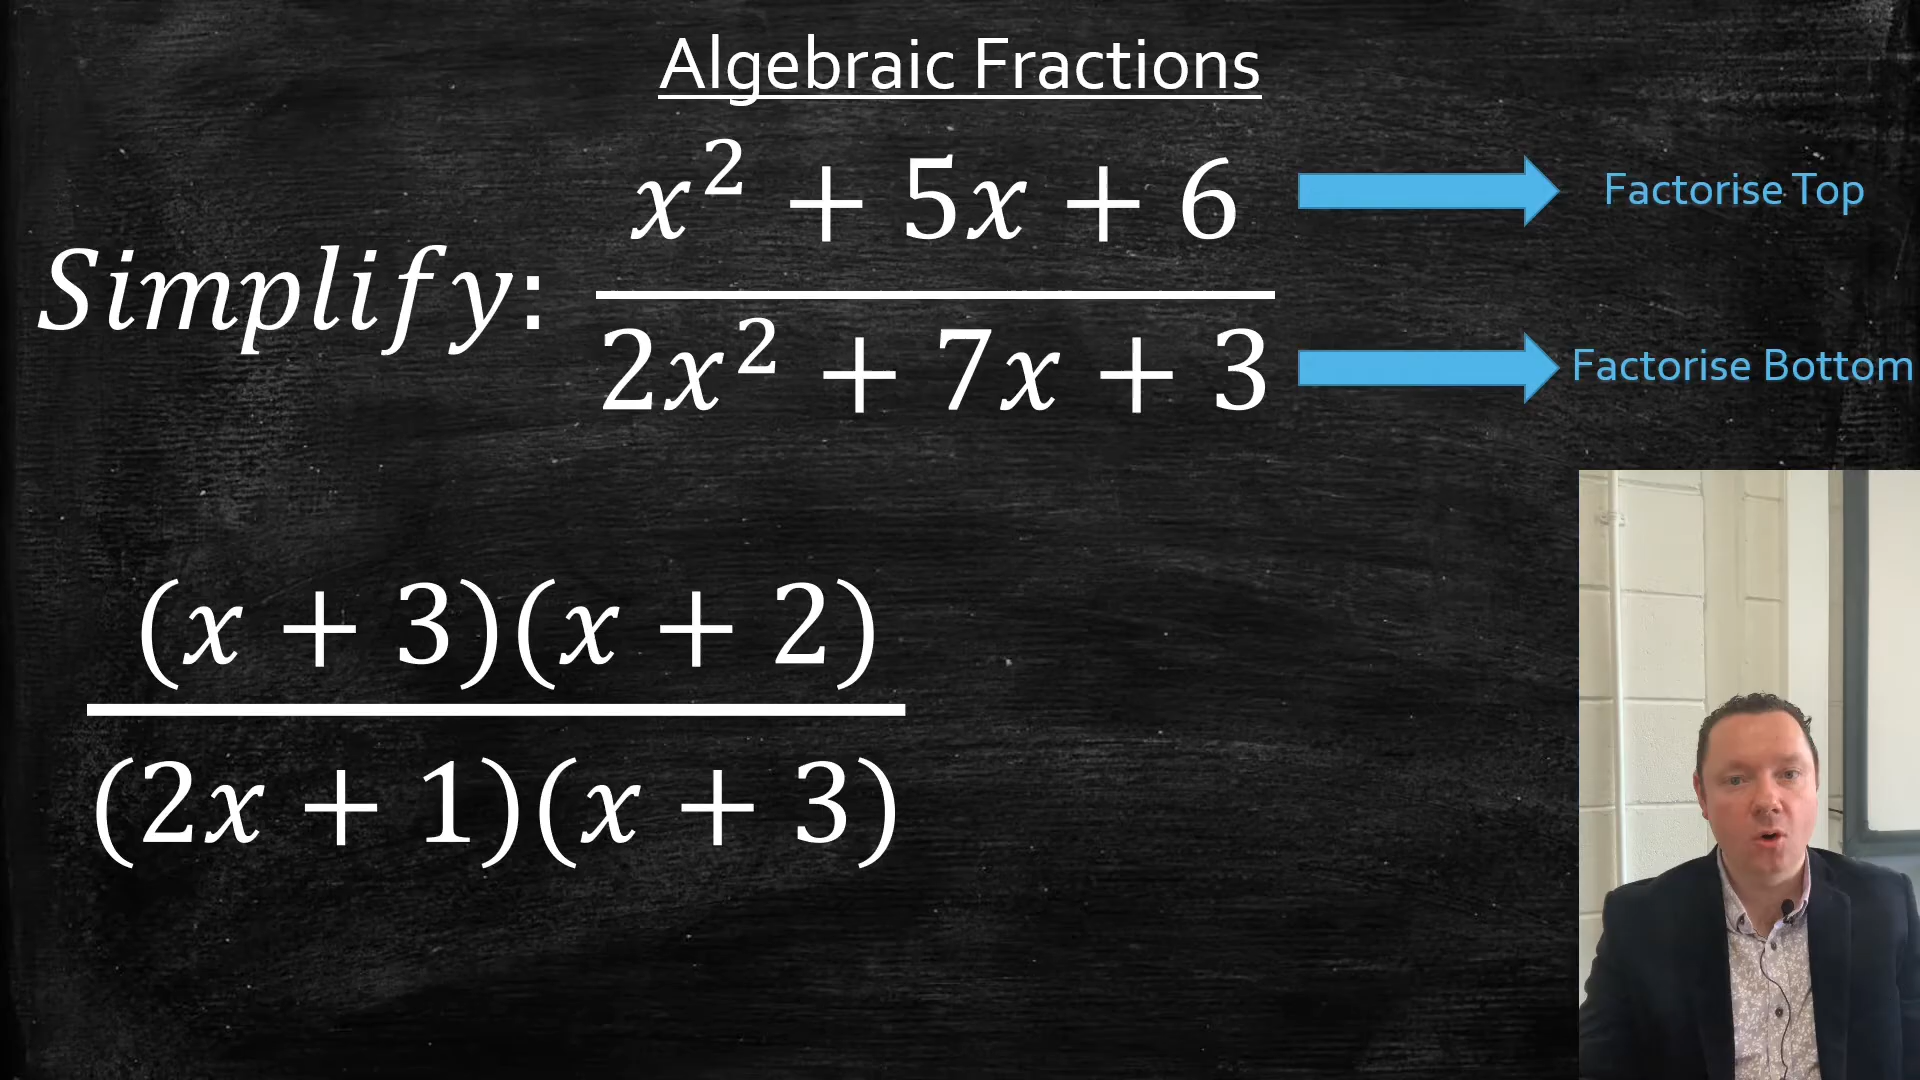 Algebraic Fractions
Simplify:
x² + 5x + 6
2x² + 7x + 3
Factorise Top
Factorise Bottom
(x + 3)(x + 2)
(2x + 1)(x + 3)